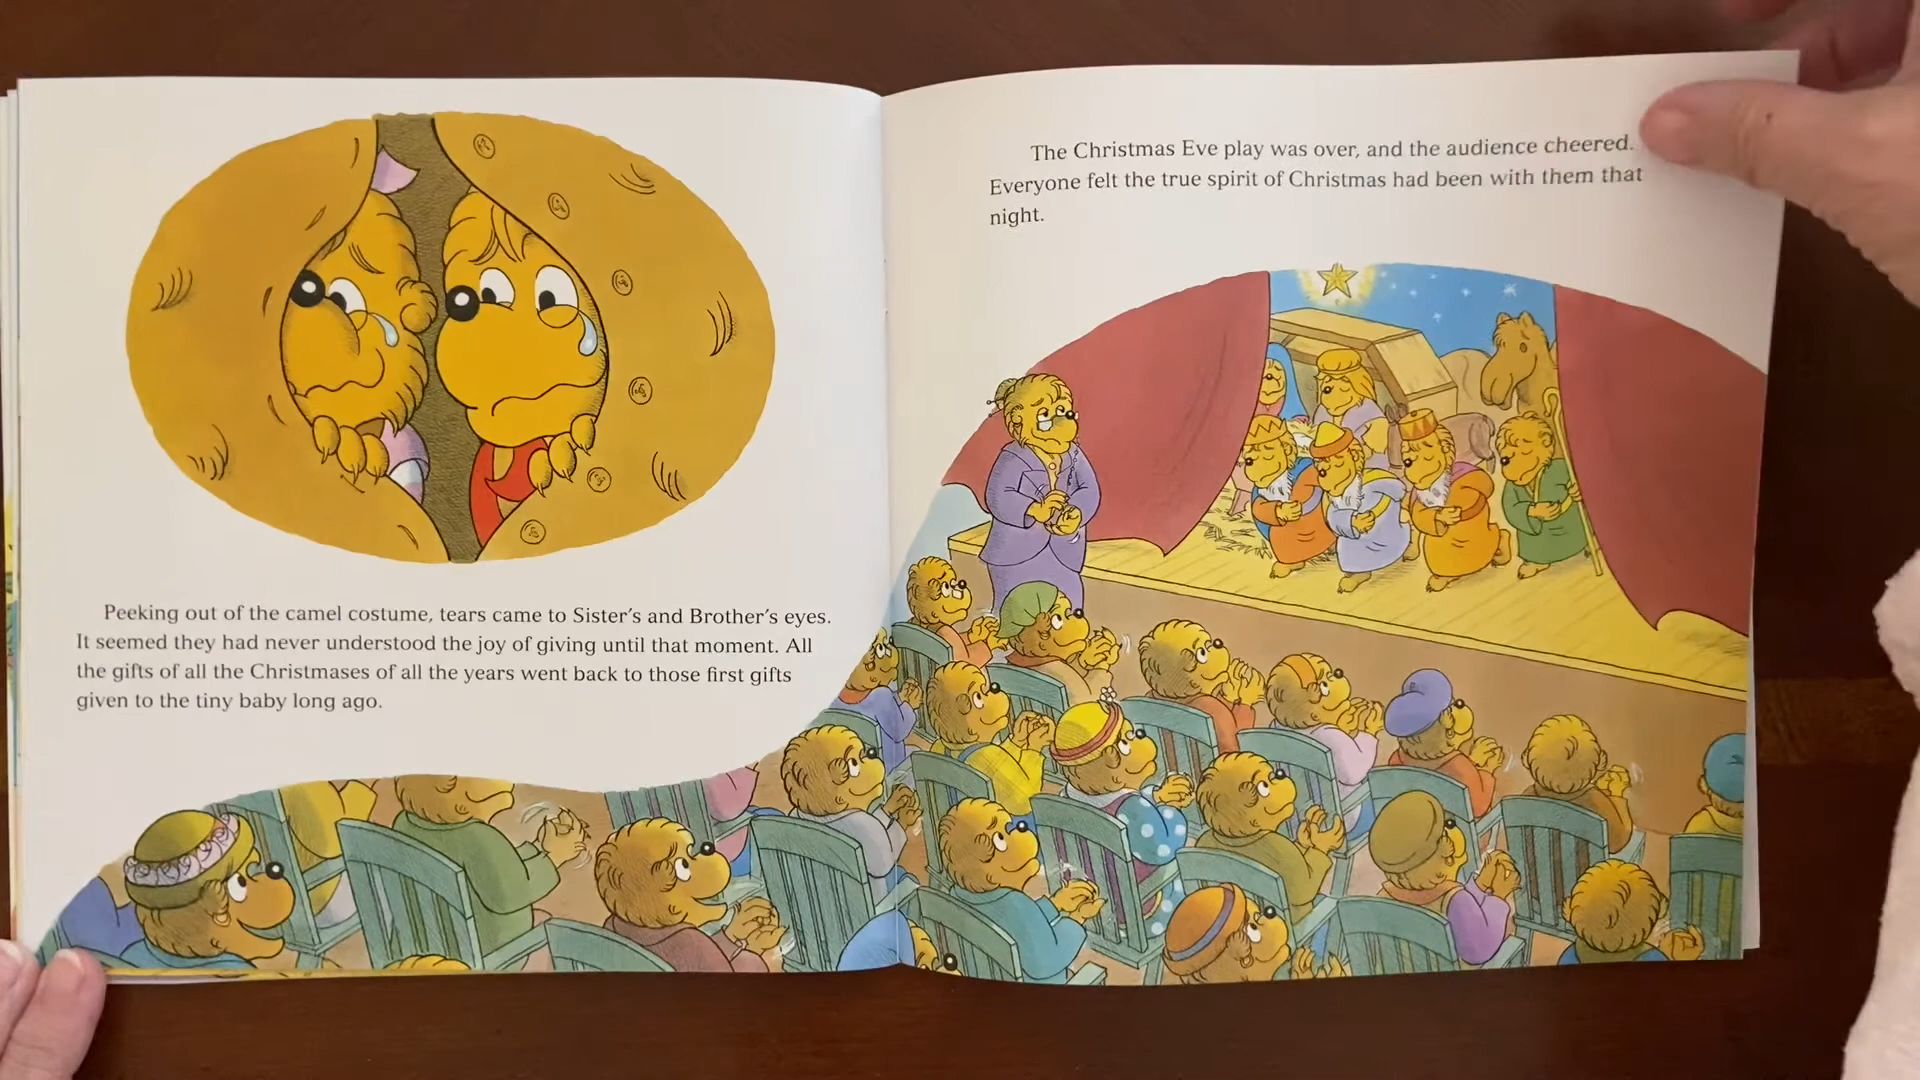 Peeking out of the camel costume, tears came to Sister's and Brother's eyes.
It seemed they had never understood the joy of giving until that moment. All
the gifts of all the Christmases of all the years went back to those first gifts
given to the tiny baby long ago.
The Christmas Eve play was over, and the audience cheered.
Everyone felt the true spirit of Christmas had been with them that
night.